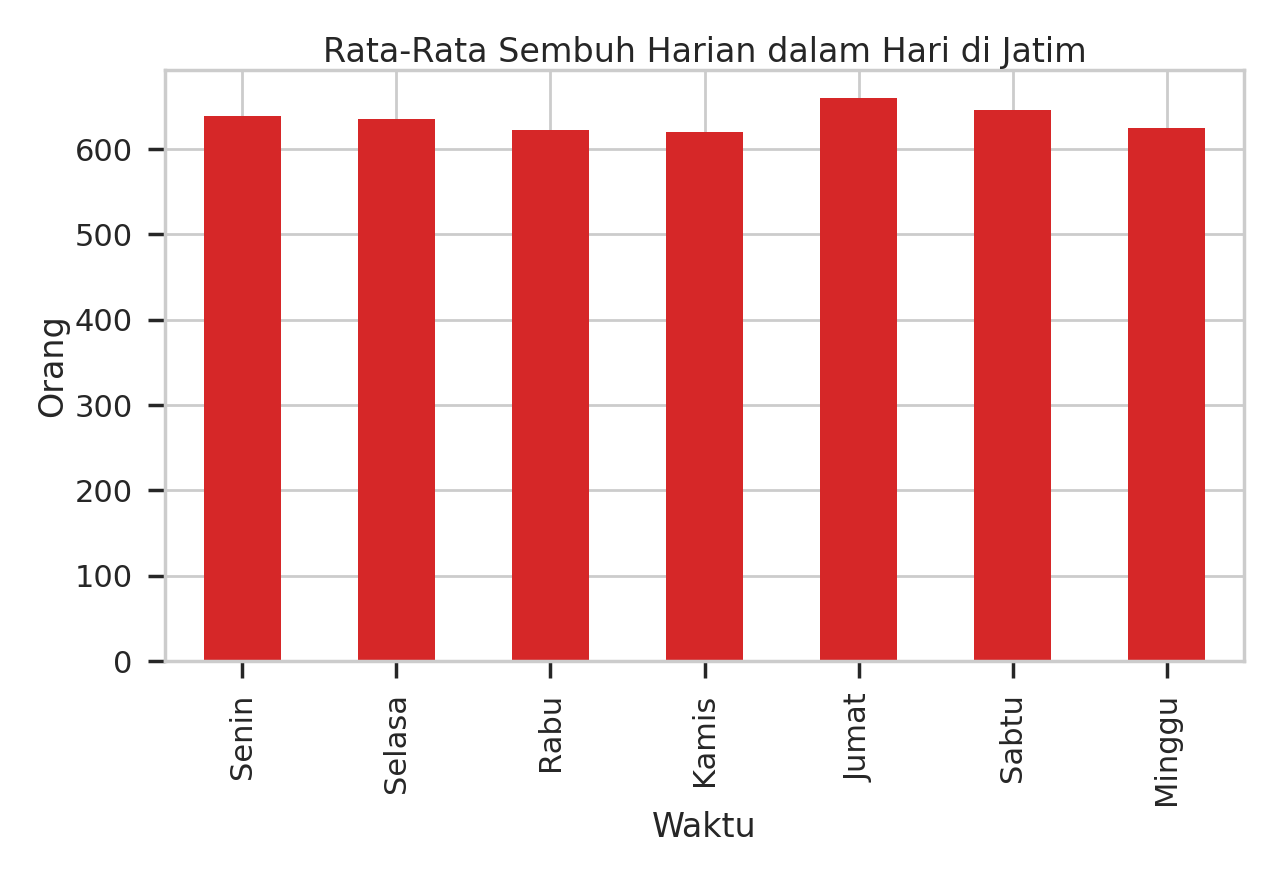 Rata-Rata Sembuh Harian dalam Hari di Jatim
Orang
600
500
400
300
200
100
0
Senin
Selasa
Rabu
Kamis
Jumat
Sabtu
Minggu
Waktu